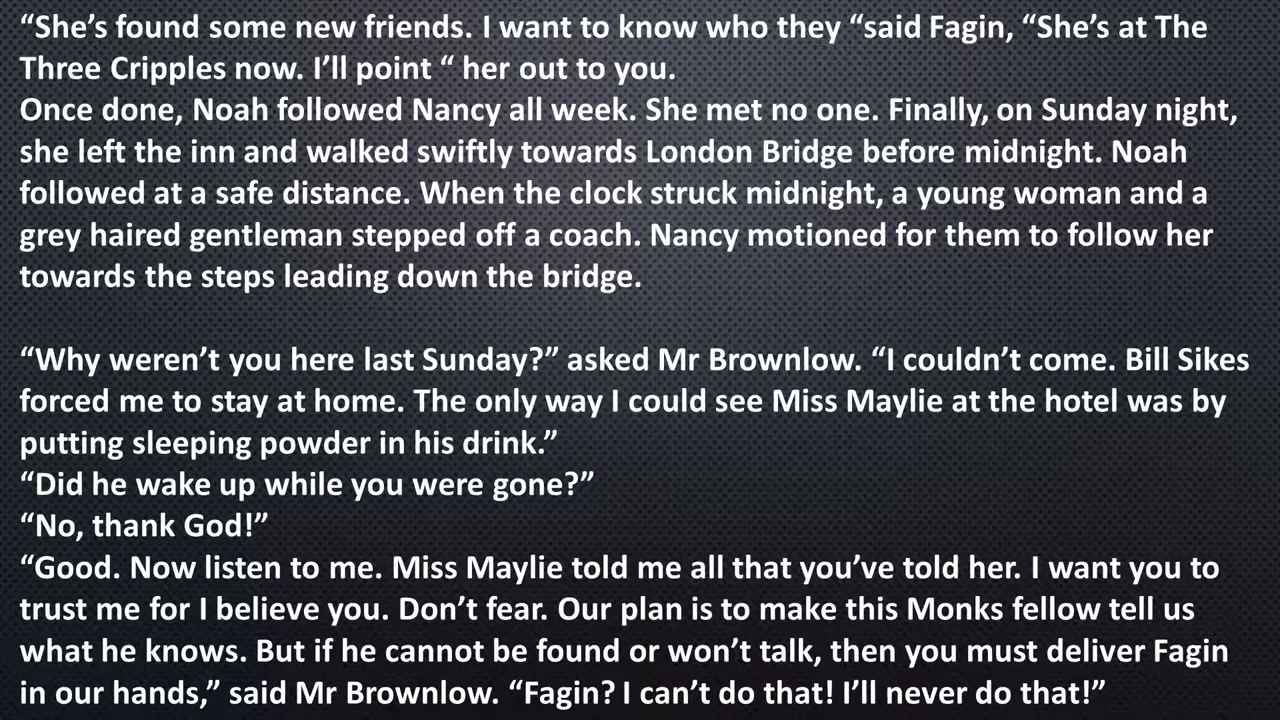 “She’s found some new friends. I want to know who they “said Fagin, “She’s at The
Three Cripples now. I’ll point “ her out to you.
Once done, Noah followed Nancy all week. She met no one. Finally, on Sunday night,
she left the inn and walked swiftly towards London Bridge before midnight. Noah
followed at a safe distance. When the clock struck midnight, a young woman and a
grey haired gentleman stepped off a coach. Nancy motioned for them to follow her
towards the steps leading down the bridge.
“Why weren’t you here last Sunday?” asked Mr Brownlow. “I couldn’t come. Bill Sikes
forced me to stay at home. The only way I could see Miss Maylie at the hotel was by
putting sleeping powder in his drink.”
“Did he wake up while you were gone?”
“No, thank God!”
“Good. Now listen to me. Miss Maylie told me all that you’ve told her. I want you to
trust me for I believe you. Don’t fear. Our plan is to make this Monks fellow tell us
what he knows. But if he cannot be found or won’t talk, then you must deliver Fagin
in our hands,” said Mr Brownlow. “Fagin? I can’t do that! I’ll never do that!”